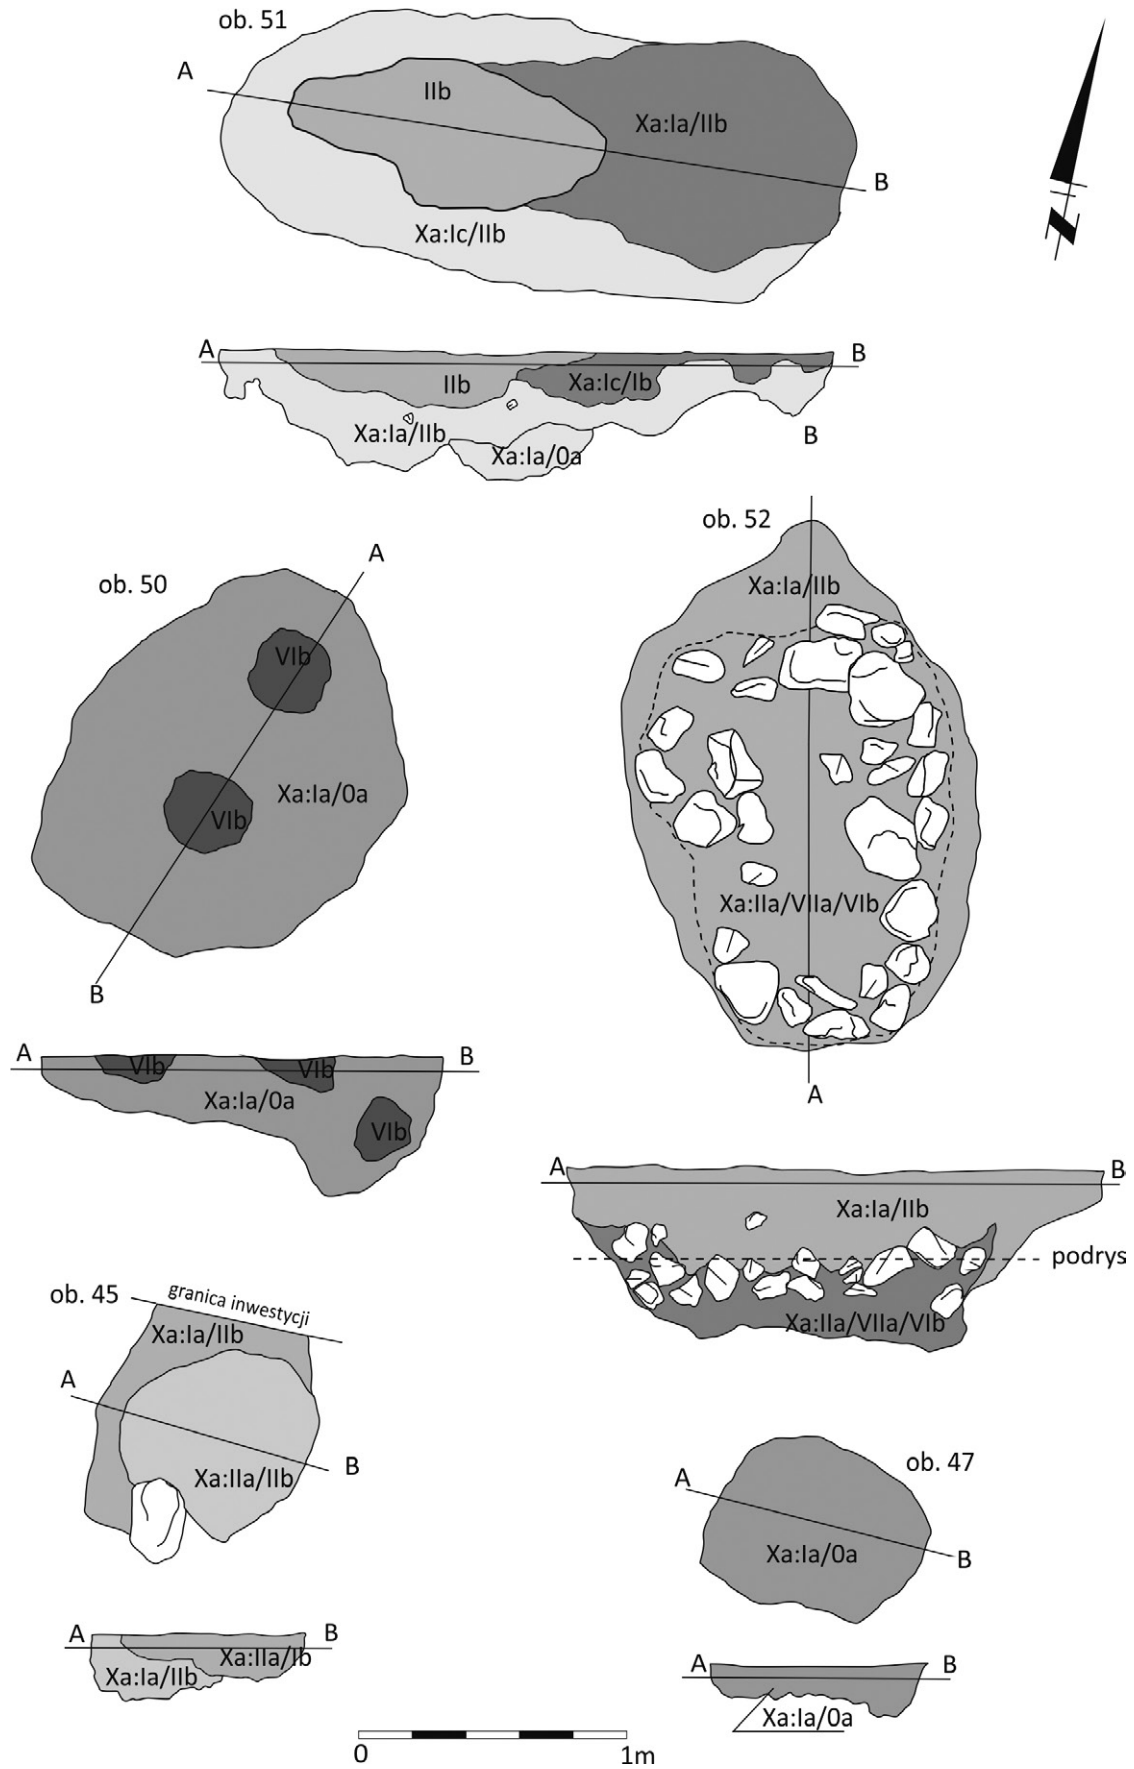 ob. 51
A
IIb
Xa:Ia/IIb
B
Xa:Ic/IIb
N
A
B
IIb
Xa:Ic/Ib
Xa:Ia/IIb
B
Xa:Ia/0a
ob. 52
Xa:Ia/IIb
Xa:IIa/VIIa/VIb
A
ob. 50
A
VIb
Xa:Ia/0a
VIb
B
A
B
VIb
VIb
Xa:Ia/0a
VIb
A
B
Xa:Ia/IIb
podrys
Xa:IIa/VIIa/VIb
ob. 45
granica inwestycji
Xa:Ia/IIb
A
B
Xa:IIa/IIb
A
B
Xa:IIa/Ib
Xa:Ia/IIb
ob. 47
A
Xa:Ia/0a
B
A
B
Xa:Ia/0a
0
1m